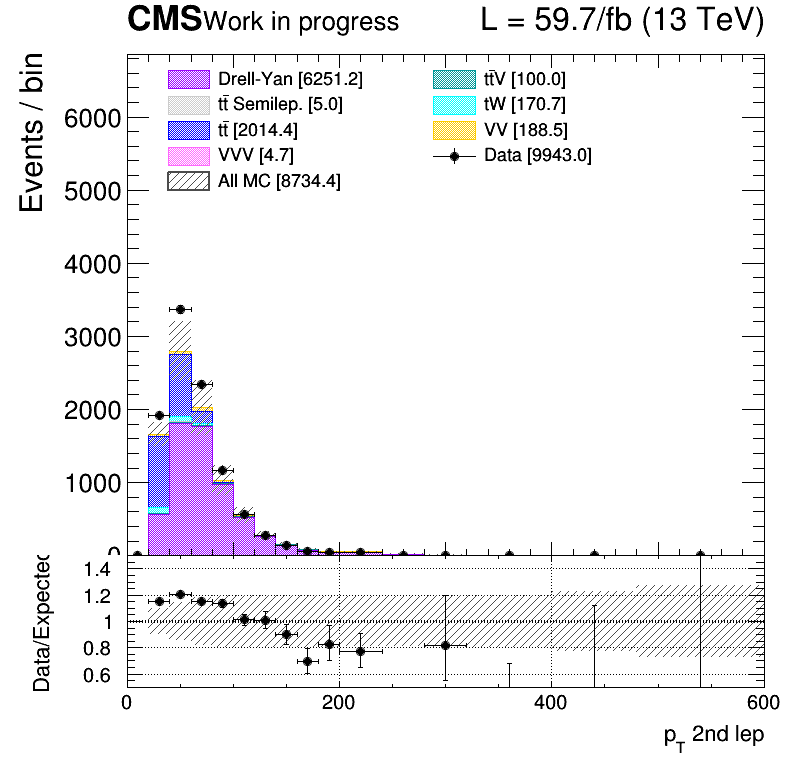 CMS Work in progress L = 59.7/fb (13 TeV)
Events / bin
Drell-Yan [6251.2] tt̄V [100.0]
tt̄ Semilep. [5.0] tW [170.7]
tt̄ [2014.4] VV [188.5]
VVV [4.7] Data [9943.0]
All MC [8734.4]
6000
5000
4000
3000
2000
1000
0
Data/Expected
1.4
1.2
1
0.8
0.6
0 200 400 600
p_T 2nd lep